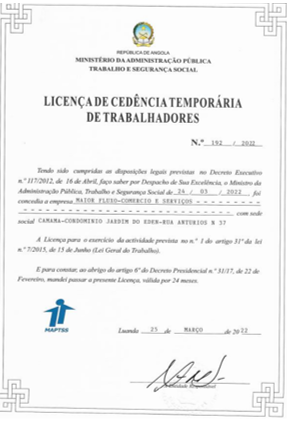 REPÚBLICA DE ANGOLA
MINISTÉRIO DA ADMINISTRAÇÃO PÚBLICA
TRABALHO E SEGURANÇA SOCIAL
LICENÇA DE CEDÊNCIA TEMPORÁRIA
DE TRABALHADORES
N.º 192 / 2022
Tendo sido cumpridas as disposições legais previstas no Decreto Executivo
n.º 117/2012, de 16 de Abril, faço saber por Despacho de Sua Excelência, o Ministro da
Administração Pública, Trabalho e Segurança Social de 24 / 03 / 2022 foi
concedia a empresa MAIOR FLUXO-COMERCIO E SERVIÇOS - - - - - - - - -
- - - - - - - - - - - - - - - - - - - - - - - - - com sede
social CAMAMA-CONDOMINIO JARDIM DO EDEN-RUA ANTURIOS B 37
A Licença para o exercício da actividade prevista no n.º 1 do artigo 31º da lei
n.º 7/2015, de 15 de Junho (Lei Geral do Trabalho).
E para constar, ao abrigo do artigo 6º do Decreto Presidencial n.º 31/17, de 22 de
Fevereiro, mandei passar a presente Licença, válido por 24 meses.
MAPTSS
Luanda 25 de MARÇO de 2022